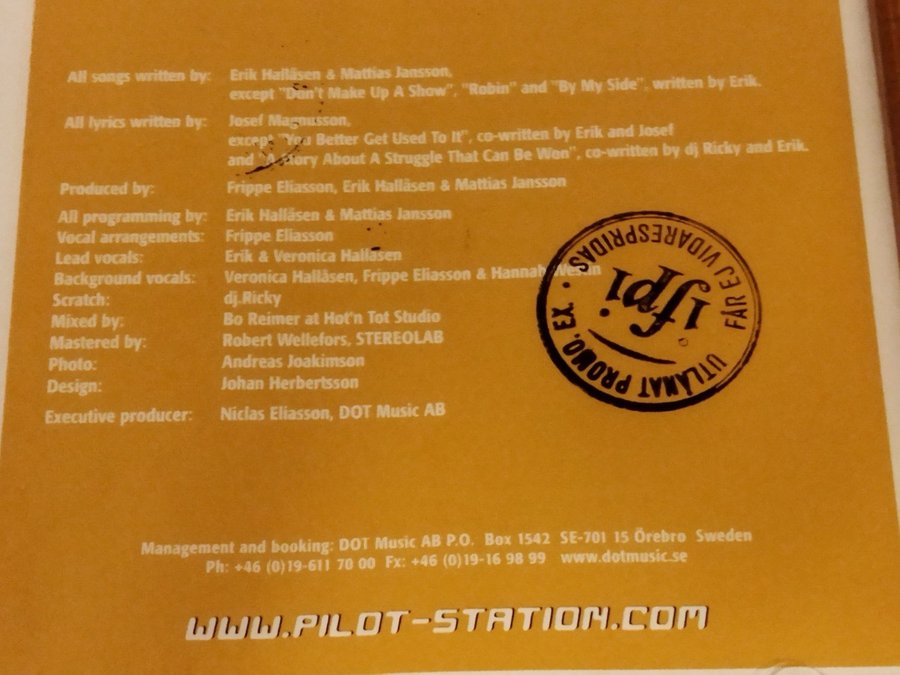 All songs written by: Erik Hallåsen & Mattias Jansson,
except "Don't Make Up A Show", "Robin" and "By My Side", written by Erik.
All lyrics written by: Josef Magnusson,
except "You Better Get Used To It", co-written by Erik and Josef
and "A Story About A Struggle That Can Be Won", co-written by dj Ricky and Erik.
Produced by: Frippe Eliasson, Erik Hallåsen & Mattias Jansson
All programming by: Erik Hallåsen & Mattias Jansson
Vocal arrangements: Frippe Eliasson
Lead vocals: Erik & Veronica Hallåsen
Background vocals: Veronica Hallåsen, Frippe Eliasson & Hannah Westin
Scratch: dj.Ricky
Mixed by: Bo Reimer at Hot'n Tot Studio
Mastered by: Robert Wellefors, STEREOLAB
Photo: Andreas Joakimson
Design: Johan Herbertsson
Executive producer: Niclas Eliasson, DOT Music AB
ifpi
UTLÅNAT PROMO. EX. · FÅR EJ VIDARESPRIDAS
Management and booking: DOT Music AB P.O. Box 1542 SE-701 15 Örebro Sweden
Ph: +46 (0)19-611 70 00 Fx: +46 (0)19-16 98 99 www.dotmusic.se
WWW.PILOT-STATION.COM